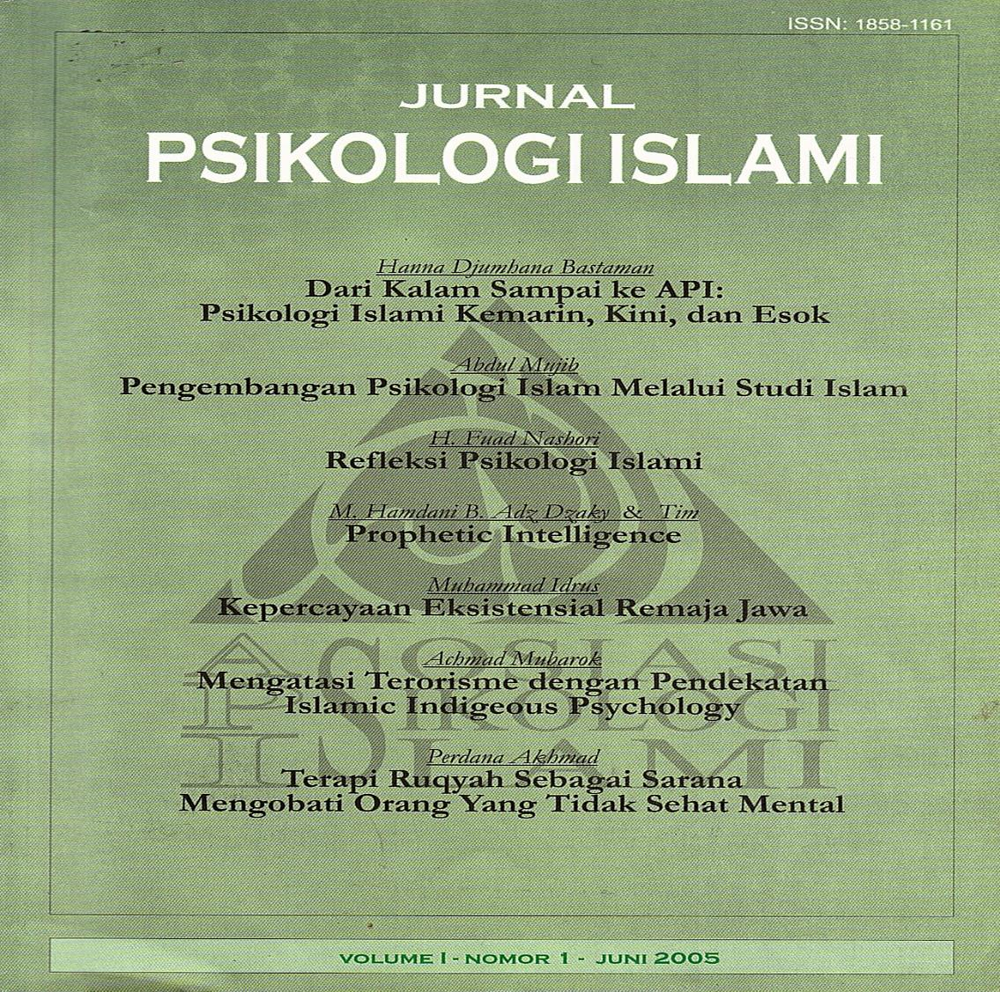 ISSN: 1858-1161
JURNAL
PSIKOLOGI ISLAMI
Hanna Djumhana Bastaman
Dari Kalam Sampai ke API:
Psikologi Islami Kemarin, Kini, dan Esok
Abdul Mujib
Pengembangan Psikologi Islam Melalui Studi Islam
H. Fuad Nashori
Refleksi Psikologi Islami
M. Hamdani B. Adz Dzaky & Tim
Prophetic Intelligence
Muhammad Idrus
Kepercayaan Eksistensial Remaja Jawa
Achmad Mubarok
Mengatasi Terorisme dengan Pendekatan
Islamic Indigeous Psychology
Perdana Akhmad
Terapi Ruqyah Sebagai Sarana
Mengobati Orang Yang Tidak Sehat Mental
ASOSIASI
PSIKOLOGI
ISLAMI
VOLUME I - NOMOR 1 - JUNI 2005